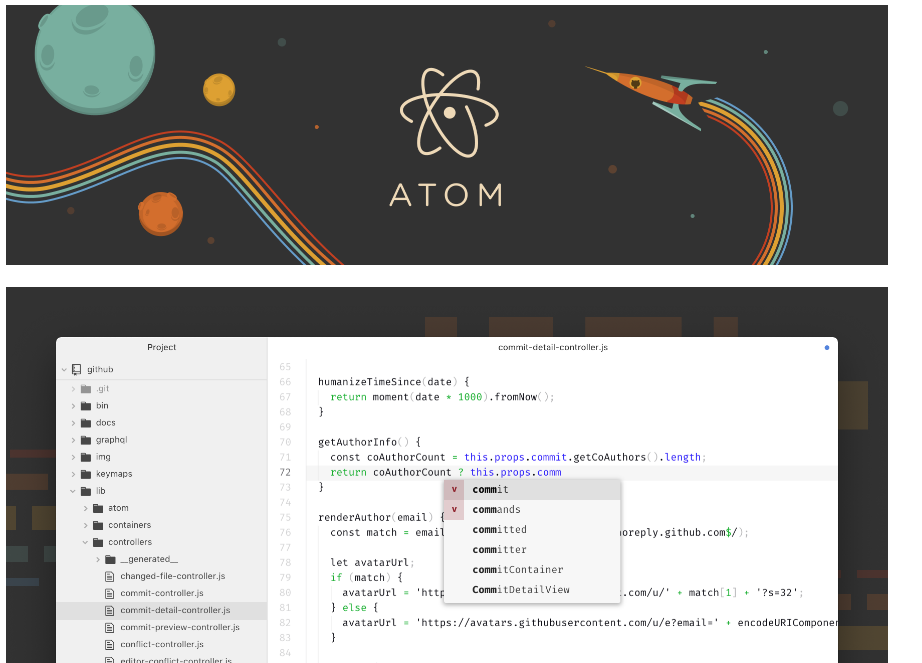 ATOM
Project
github
.git
bin
docs
graphql
img
keymaps
lib
atom
containers
controllers
__generated__
changed-file-controller.js
commit-controller.js
commit-detail-controller.js
commit-preview-controller.js
conflict-controller.js
editor-conflict-controller.js
commit-detail-controller.js
65
66 humanizeTimeSince(date) {
67 return moment(date * 1000).fromNow();
68 }
69
70 getAuthorInfo() {
71 const coAuthorCount = this.props.commit.getCoAuthors().length;
72 return coAuthorCount ? this.props.comm
73 }
74
75 renderAuthor(email) {
76 const match = email noreply.github.com$/);
77
78 let avatarUrl;
79 if (match) {
80 avatarUrl = 'http .com/u/' + match[1] + '?s=32';
81 } else {
82 avatarUrl = 'https://avatars.githubusercontent.com/u/e?email=' + encodeURIComponen
83 }
84
v commit
v commands
committed
committer
commitContainer
CommitDetailView